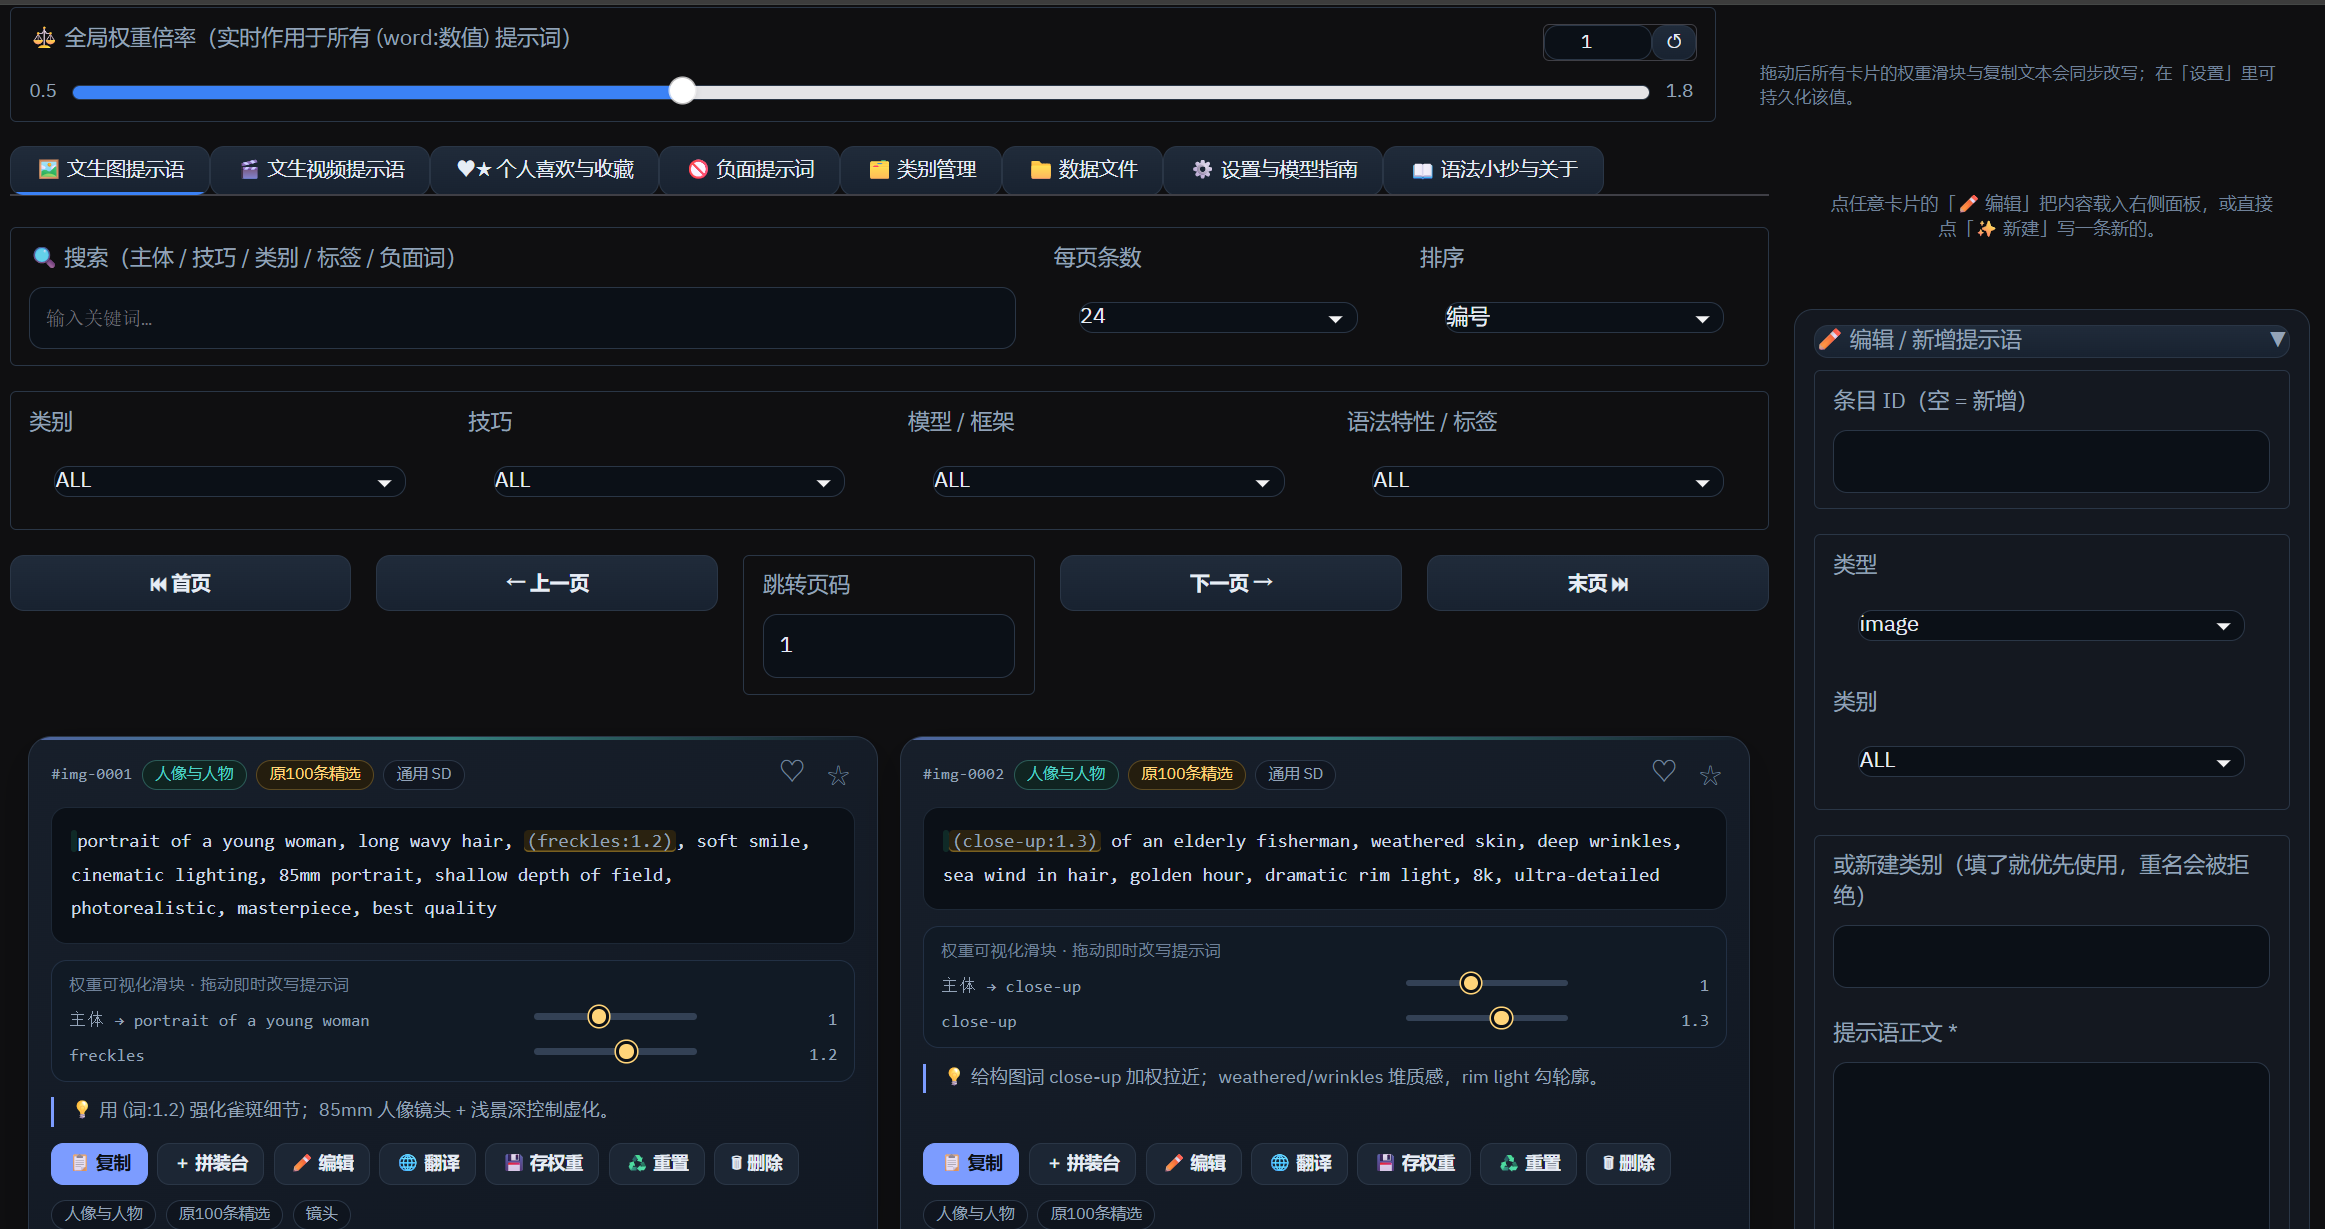 ⚖️ 全局权重倍率（实时作用于所有 (word:数值) 提示词）
1
0.5
1.8
拖动后所有卡片的权重滑块与复制文本会同步改写；在「设置」里可
持久化该值。
🖼️ 文生图提示语
🎬 文生视频提示语
♥★ 个人喜欢与收藏
🚫 负面提示词
🗂️ 类别管理
📁 数据文件
⚙️ 设置与模型指南
📖 语法小抄与关于
点任意卡片的「✏️ 编辑」把内容载入右侧面板，或直接
点「✨ 新建」写一条新的。
🔍 搜索（主体 / 技巧 / 类别 / 标签 / 负面词）
输入关键词...
每页条数
24
排序
编号
类别
ALL
技巧
ALL
模型 / 框架
ALL
语法特性 / 标签
ALL
⏮ 首页
← 上一页
跳转页码
1
下一页 →
末页 ⏭
#img-0001 人像与人物 原100条精选 通用 SD
portrait of a young woman, long wavy hair, (freckles:1.2), soft smile,
cinematic lighting, 85mm portrait, shallow depth of field,
photorealistic, masterpiece, best quality
权重可视化滑块 · 拖动即时改写提示词
主体 → portrait of a young woman 1
freckles 1.2
💡 用 (词:1.2) 强化雀斑细节；85mm 人像镜头 + 浅景深控制虚化。
📋 复制 + 拼装台 ✏️ 编辑 🌐 翻译 💾 存权重 ♻️ 重置 🗑 删除
人像与人物 原100条精选 镜头
#img-0002 人像与人物 原100条精选 通用 SD
(close-up:1.3) of an elderly fisherman, weathered skin, deep wrinkles,
sea wind in hair, golden hour, dramatic rim light, 8k, ultra-detailed
权重可视化滑块 · 拖动即时改写提示词
主体 → close-up 1
close-up 1.3
💡 给构图词 close-up 加权拉近；weathered/wrinkles 堆质感，rim light 勾轮廓。
📋 复制 + 拼装台 ✏️ 编辑 🌐 翻译 💾 存权重 ♻️ 重置 🗑 删除
人像与人物 原100条精选
✏️ 编辑 / 新增提示语 ▼
条目 ID（空 = 新增）
类型
image
类别
ALL
或新建类别（填了就优先使用，重名会被拒
绝）
提示语正文 *